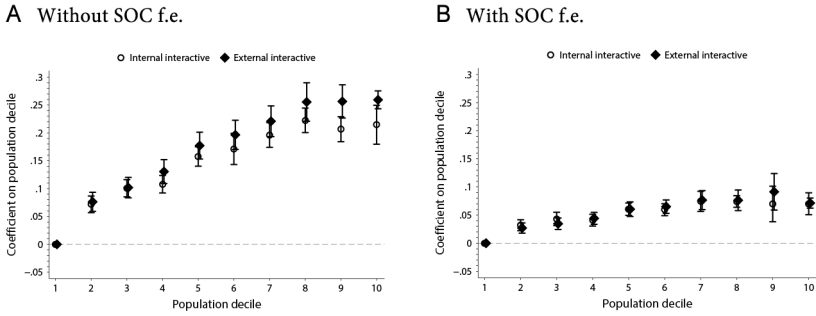 A Without SOC f.e.
Internal interactive External interactive
Coefficient on population decile
.3
.25
.2
.15
.1
.05
0
-.05
1 2 3 4 5 6 7 8 9 10
Population decile
B With SOC f.e.
Internal interactive External interactive
Coefficient on population decile
.3
.25
.2
.15
.1
.05
0
-.05
1 2 3 4 5 6 7 8 9 10
Population decile